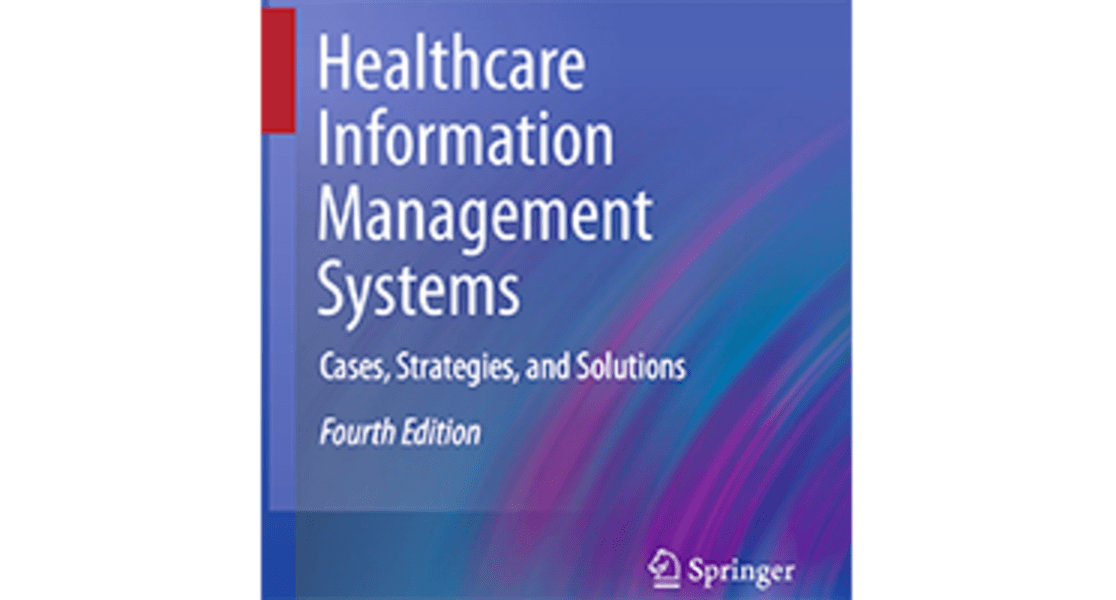 Healthcare
Information
Management
Systems
Cases, Strategies, and Solutions
Fourth Edition
Springer